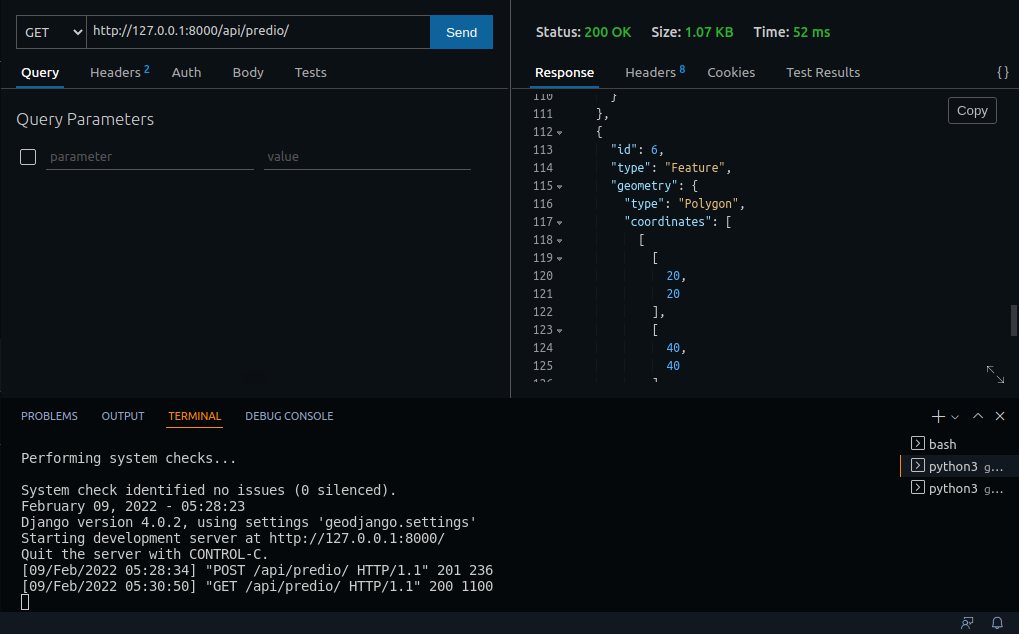 GET http://127.0.0.1:8000/api/predio/ Send
Query Headers 2 Auth Body Tests
Query Parameters
parameter value
Status: 200 OK Size: 1.07 KB Time: 52 ms
Response Headers 8 Cookies Test Results {}
Copy
110 }
111 },
112 {
113 "id": 6,
114 "type": "Feature",
115 "geometry": {
116 "type": "Polygon",
117 "coordinates": [
118 [
119 [
120 20,
121 20
122 ],
123 [
124 40,
125 40
126 ]
PROBLEMS OUTPUT TERMINAL DEBUG CONSOLE
Performing system checks...
System check identified no issues (0 silenced).
February 09, 2022 - 05:28:23
Django version 4.0.2, using settings 'geodjango.settings'
Starting development server at http://127.0.0.1:8000/
Quit the server with CONTROL-C.
[09/Feb/2022 05:28:34] "POST /api/predio/ HTTP/1.1" 201 236
[09/Feb/2022 05:30:50] "GET /api/predio/ HTTP/1.1" 200 1100
bash
python3 g...
python3 g...